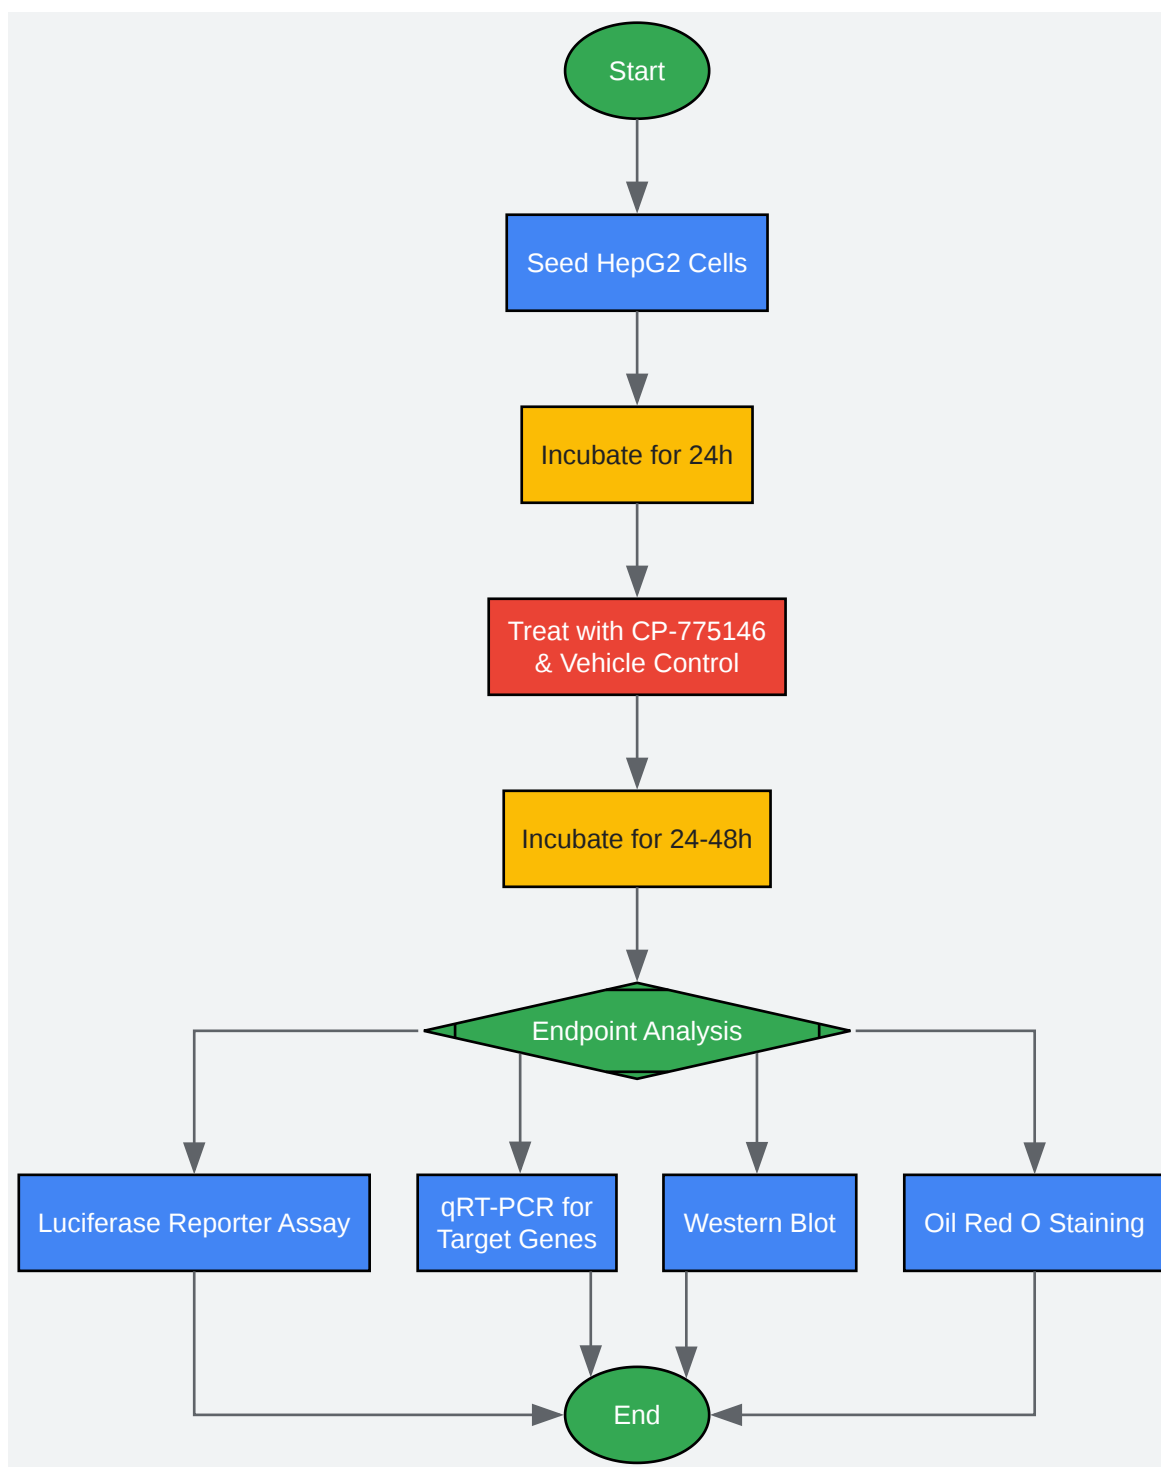 Start
Seed HepG2 Cells
Incubate for 24h
Treat with CP-775146
& Vehicle Control
Incubate for 24-48h
Endpoint Analysis
Luciferase Reporter Assay
qRT-PCR for
Target Genes
Western Blot
Oil Red O Staining
End